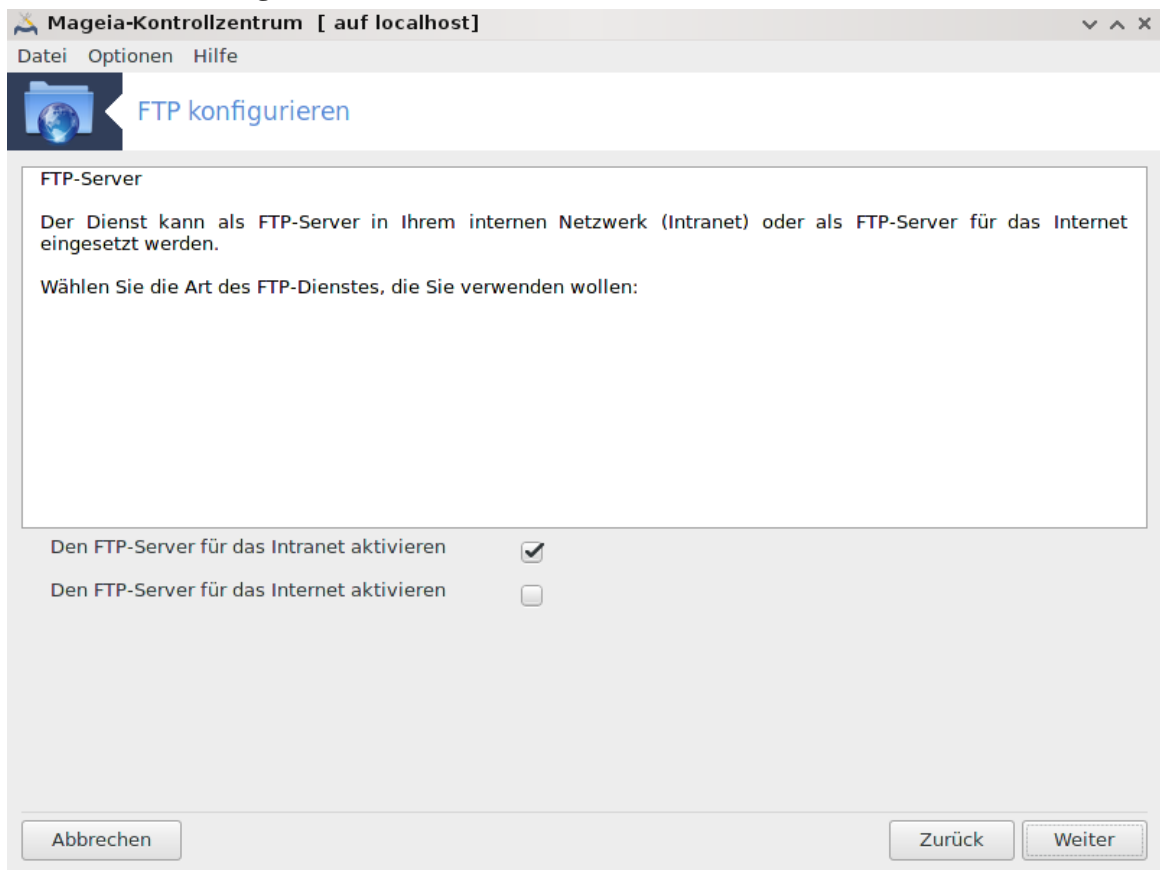 Mageia-Kontrollzentrum [ auf localhost]
Datei Optionen Hilfe
FTP konfigurieren
FTP-Server
Der Dienst kann als FTP-Server in Ihrem internen Netzwerk (Intranet) oder als FTP-Server für das Internet
eingesetzt werden.
Wählen Sie die Art des FTP-Dienstes, die Sie verwenden wollen:
Den FTP-Server für das Intranet aktivieren
Den FTP-Server für das Internet aktivieren
Abbrechen Zurück Weiter